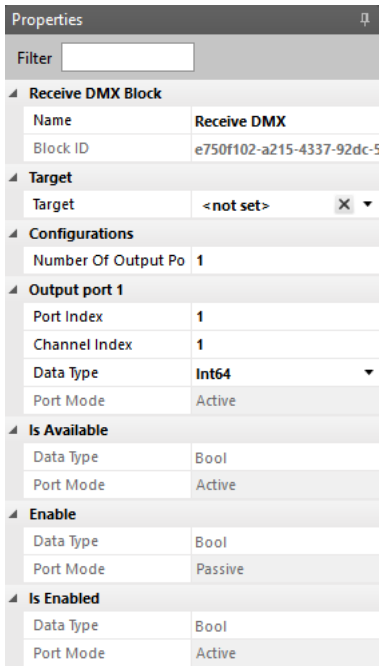 Properties
Filter
Receive DMX Block
Name Receive DMX
Block ID e750f102-a215-4337-92dc-5
Target
Target <not set>
Configurations
Number Of Output Po 1
Output port 1
Port Index 1
Channel Index 1
Data Type Int64
Port Mode Active
Is Available
Data Type Bool
Port Mode Active
Enable
Data Type Bool
Port Mode Passive
Is Enabled
Data Type Bool
Port Mode Active